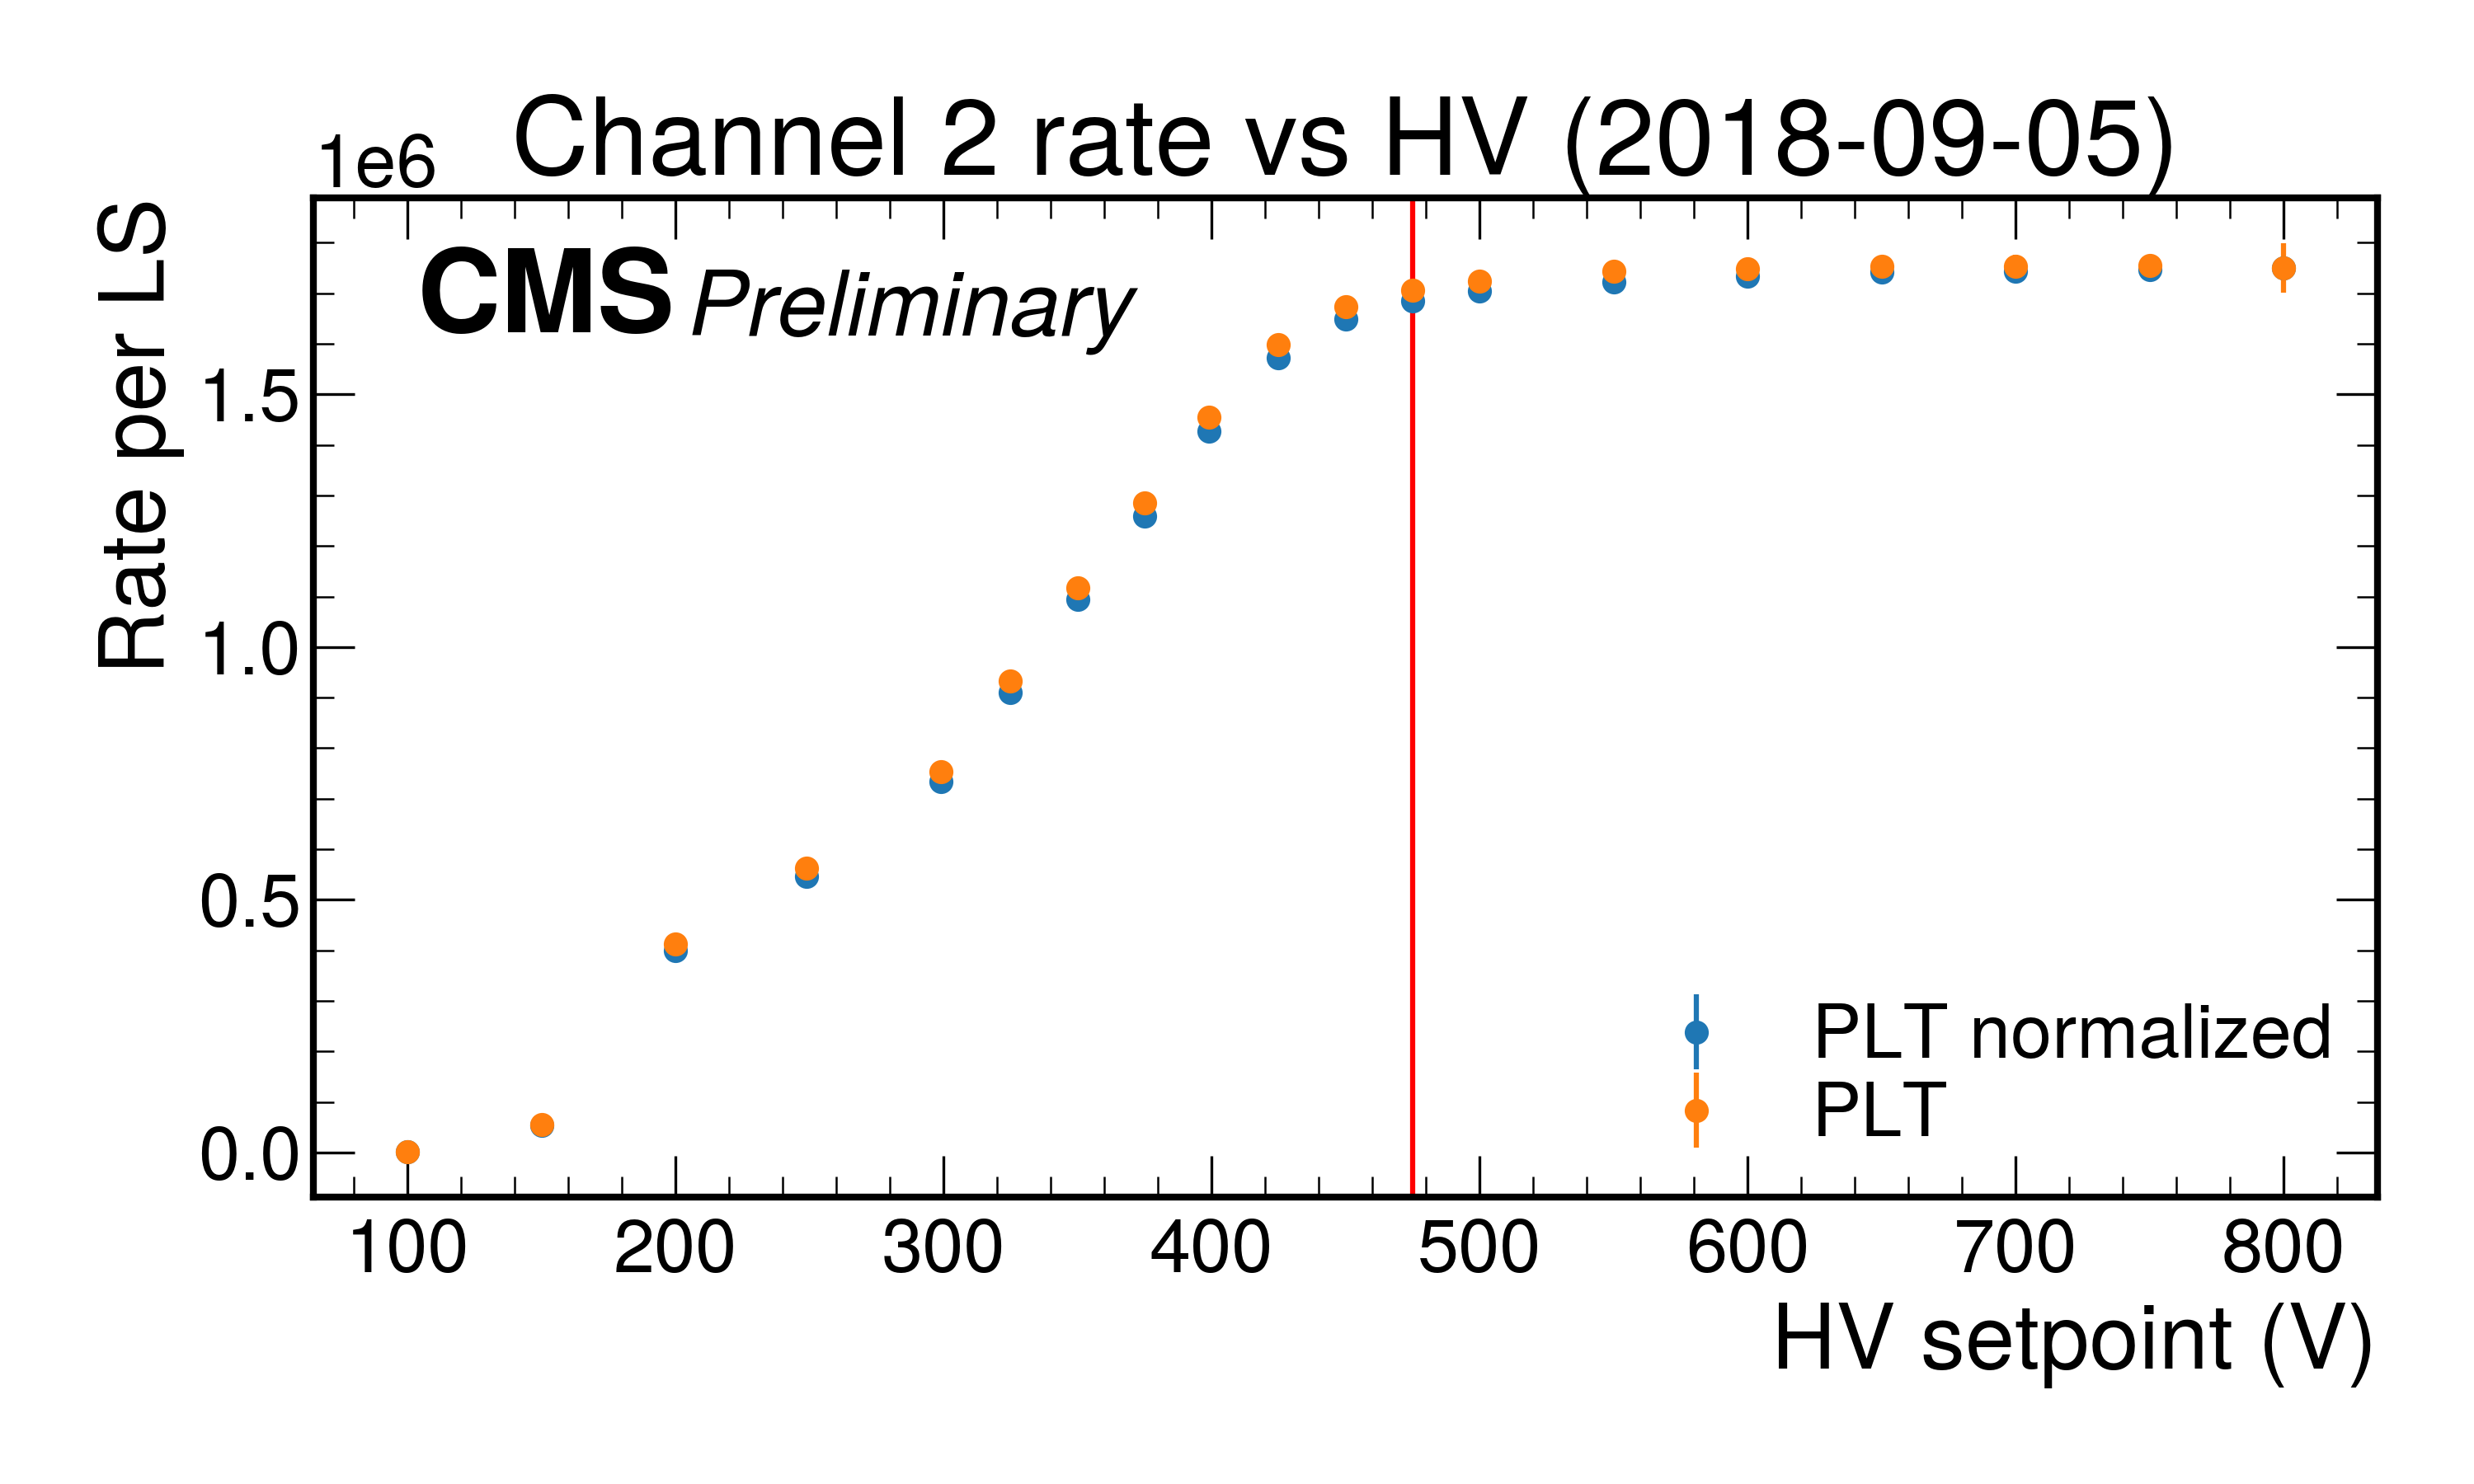 Channel 2 rate vs HV (2018-09-05)
1e6
CMS Preliminary
Rate per LS
1.5
1.0
0.5
0.0
PLT normalized
PLT
100 200 300 400 500 600 700 800
HV setpoint (V)